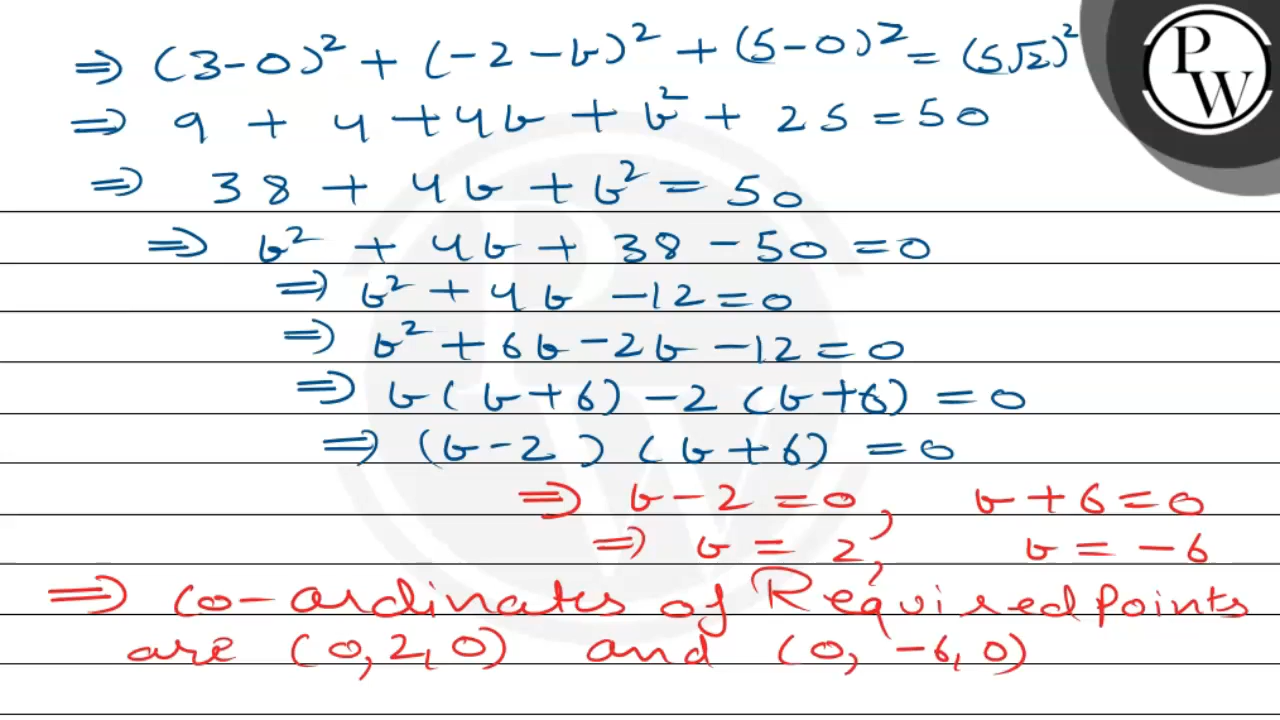 ⇒ (3-0)² + (-2-b)² + (5-0)² = (5√2)²
⇒ 9 + 4 + 4b + b² + 25 = 50
⇒ 38 + 4b + b² = 50
⇒ b² + 4b + 38 - 50 = 0
⇒ b² + 4b - 12 = 0
⇒ b² + 6b - 2b - 12 = 0
⇒ b(b+6) - 2(b+6) = 0
⇒ (b-2)(b+6) = 0
⇒ b-2 = 0, b+6 = 0
⇒ b = 2, b = -6
⇒ co-ordinates of Required points
are (0,2,0) and (0,-6,0)
PW